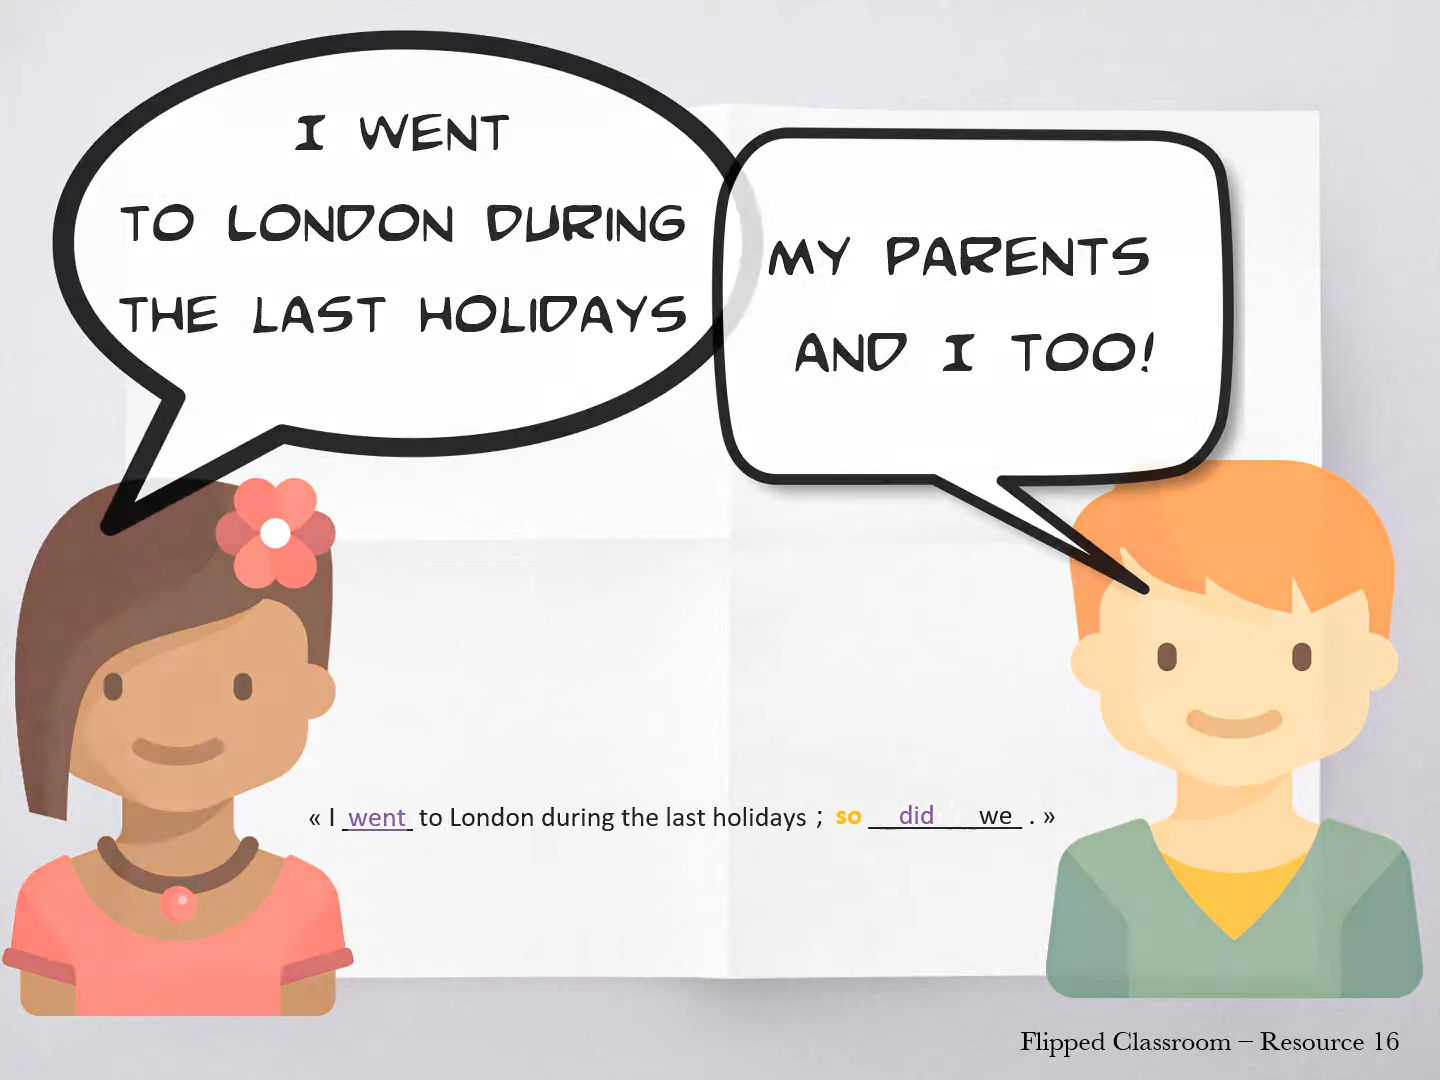 I WENT
TO LONDON DURING
THE LAST HOLIDAYS
MY PARENTS
AND I TOO!
« I went to London during the last holidays ; so did we . »
Flipped Classroom – Resource 16